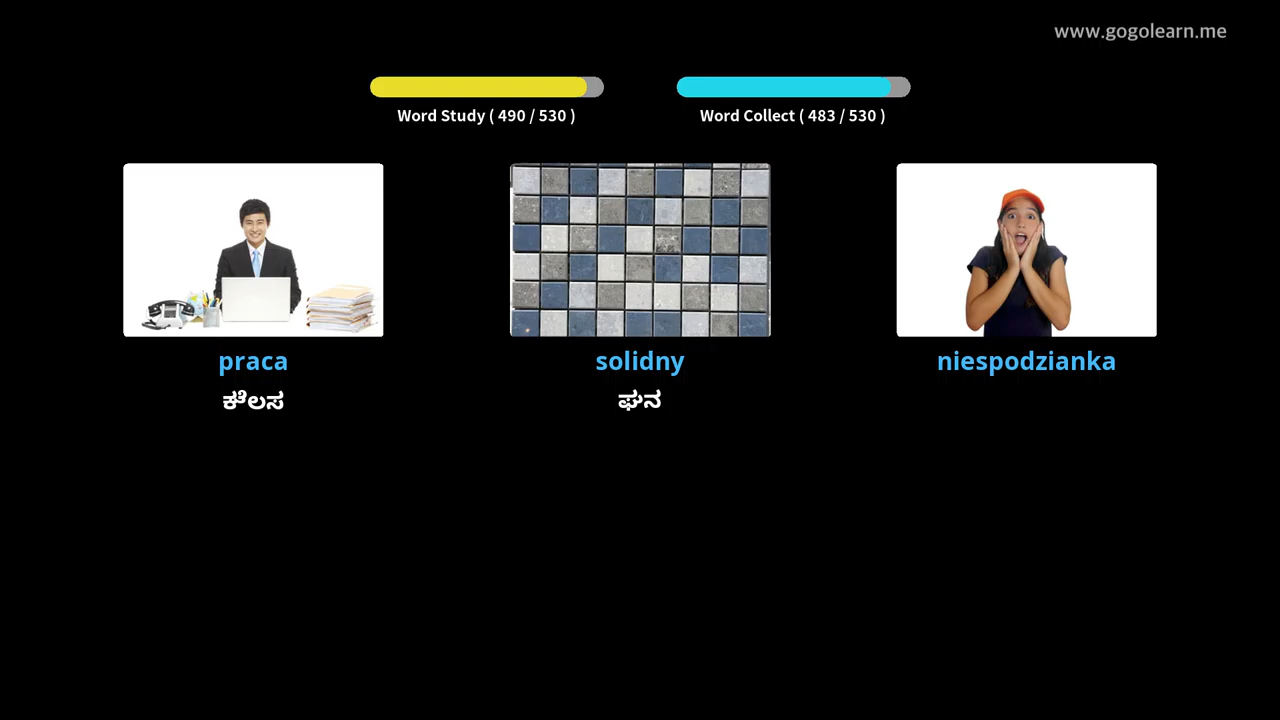 www.gogolearn.me
Word Study ( 490 / 530 )
Word Collect ( 483 / 530 )
praca
solidny
niespodzianka
ಕೆಲಸ
ಘನ